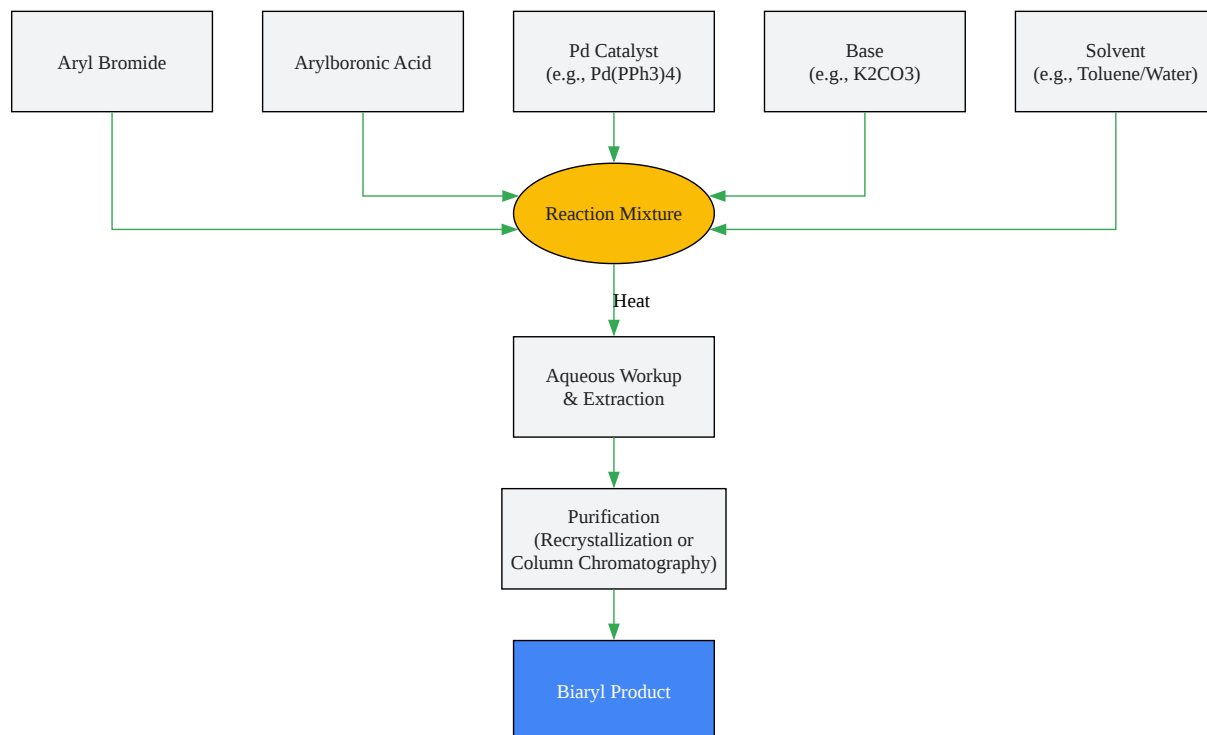 Aryl Bromide
Arylboronic Acid
Pd Catalyst
(e.g., Pd(PPh3)4)
Base
(e.g., K2CO3)
Solvent
(e.g., Toluene/Water)
Reaction Mixture
Heat
Aqueous Workup
& Extraction
Purification
(Recrystallization or
Column Chromatography)
Biaryl Product